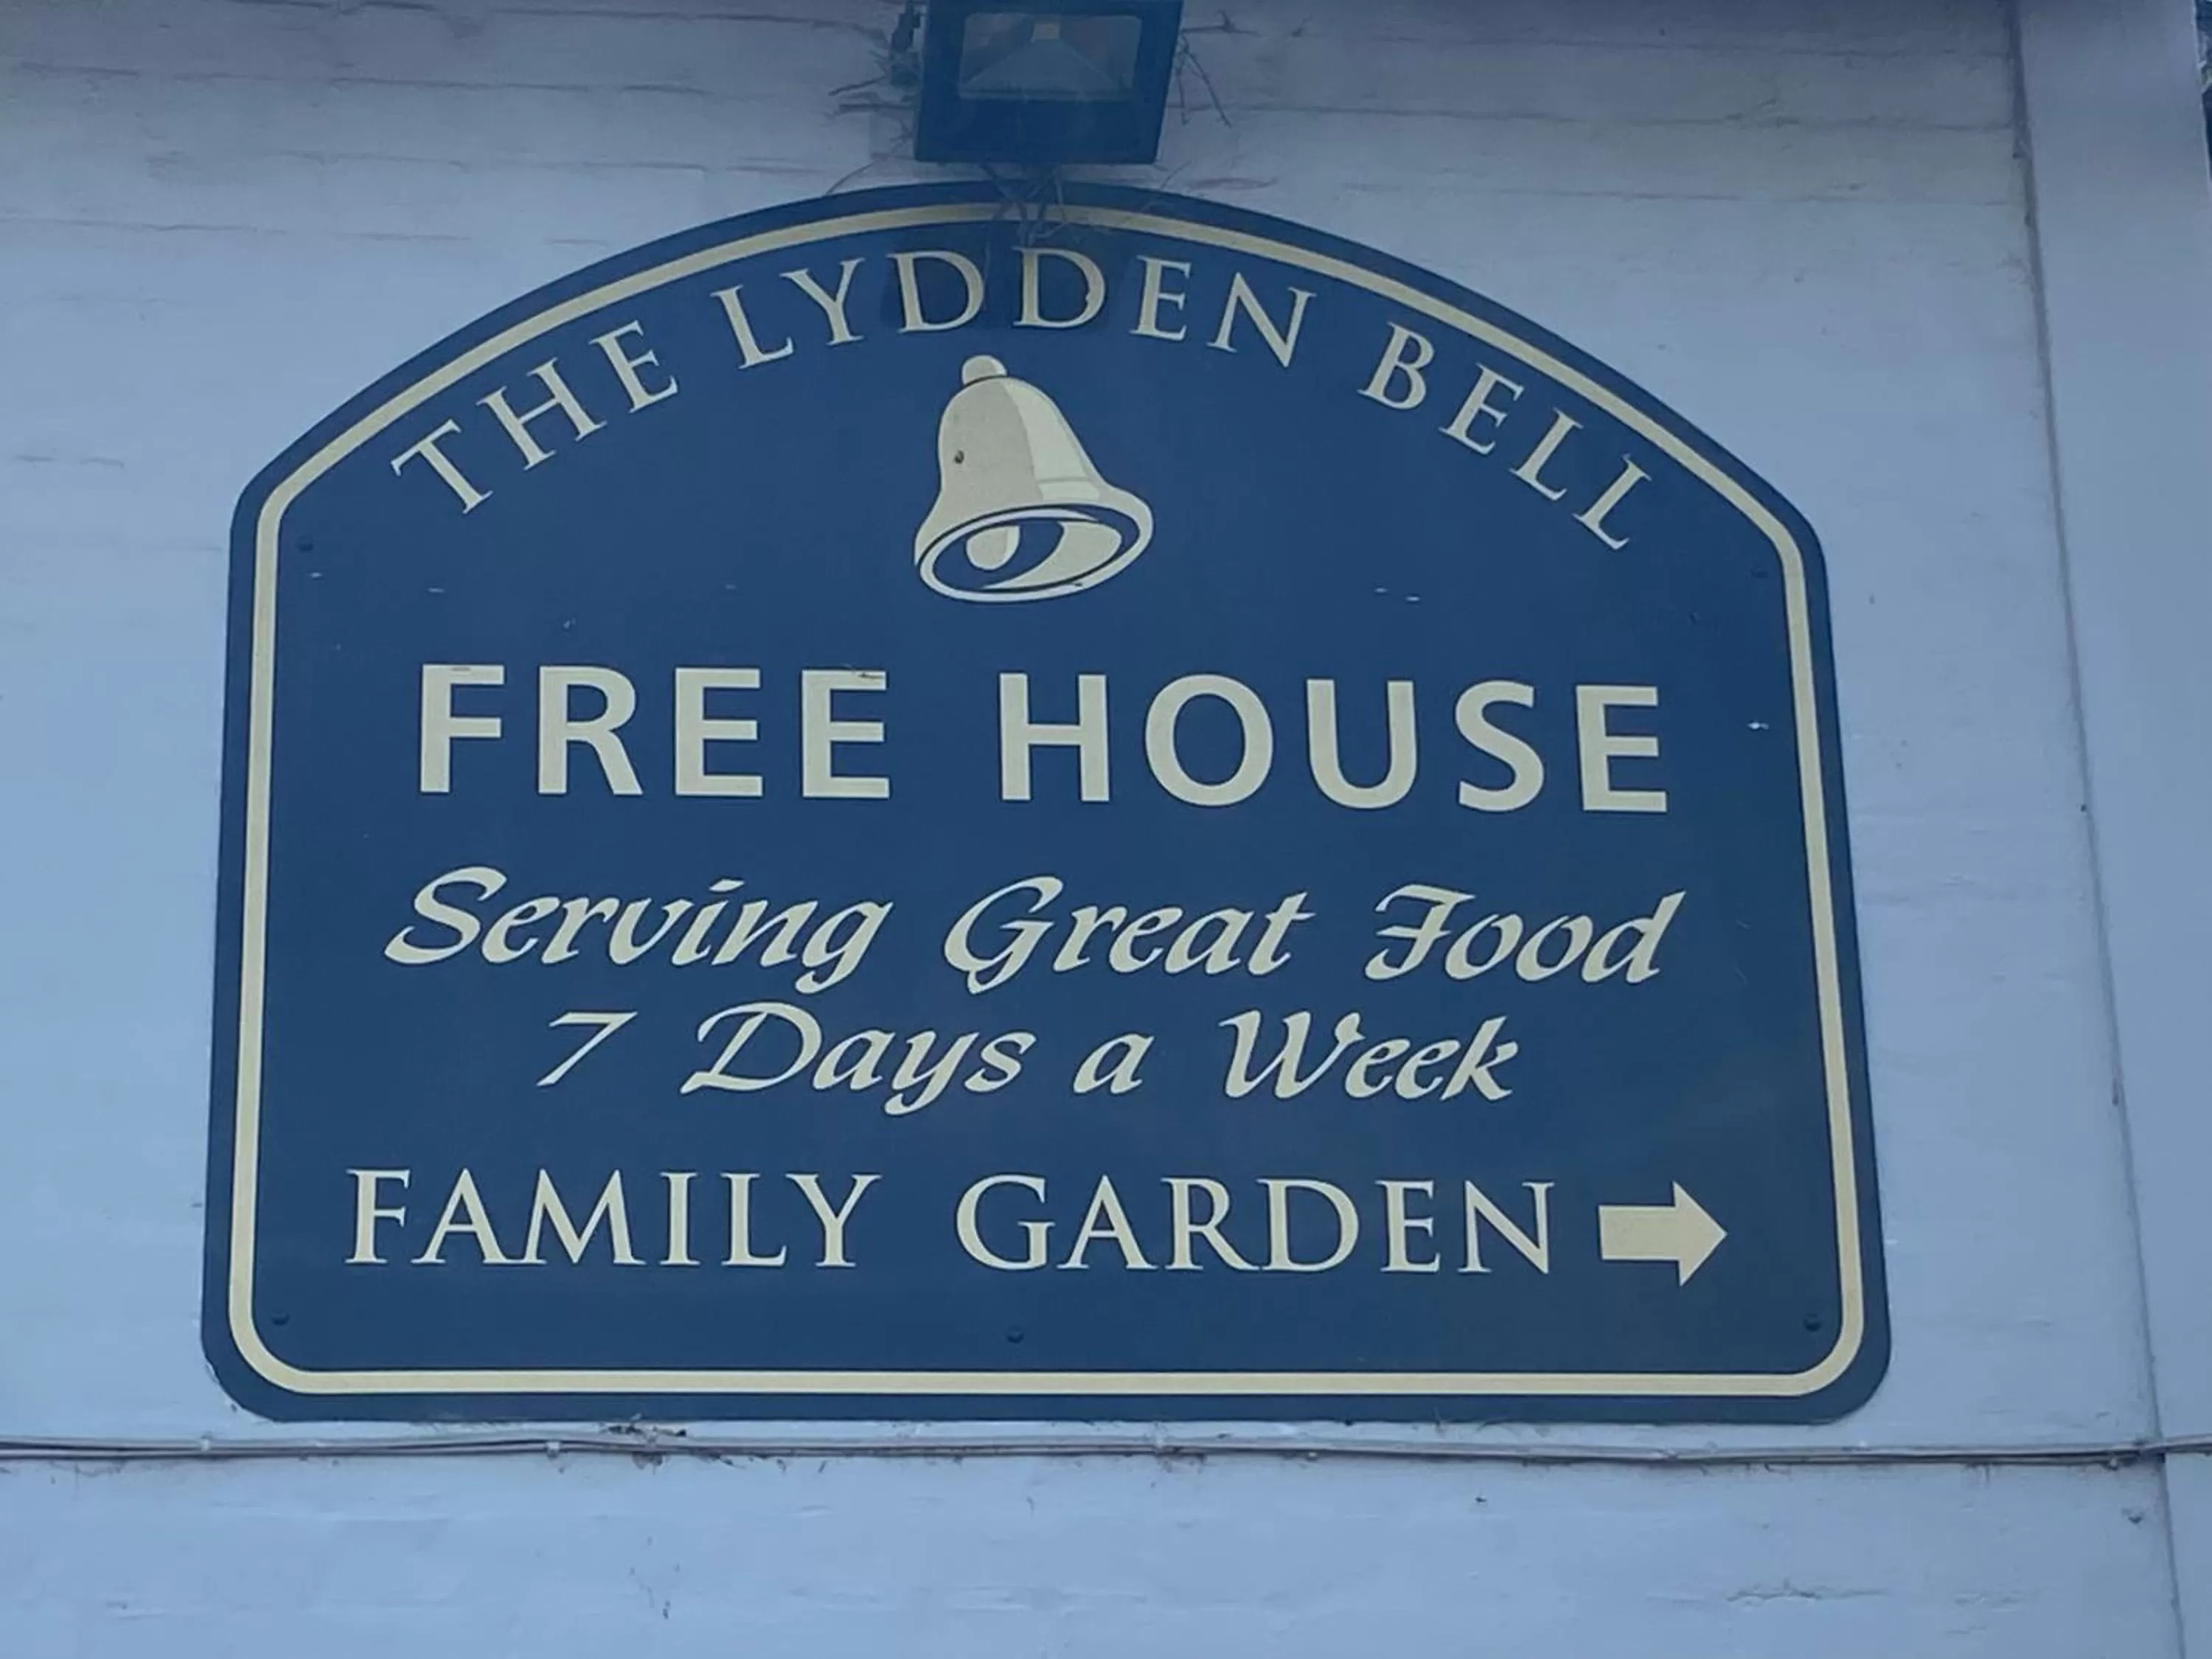 THE LYDDEN BELL
FREE HOUSE
Serving Great Food
7 Days a Week
FAMILY GARDEN